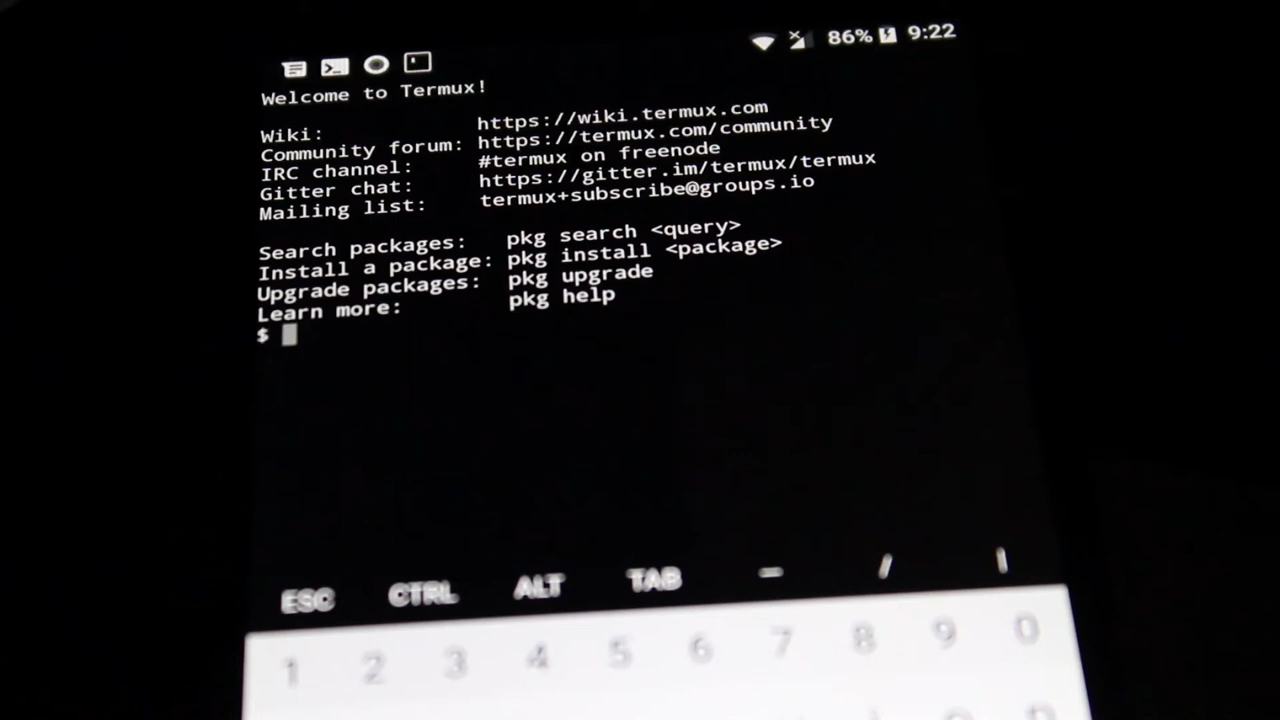 86% 9:22
Welcome to Termux!
Wiki: https://wiki.termux.com
Community forum: https://termux.com/community
IRC channel: #termux on freenode
Gitter chat: https://gitter.im/termux/termux
Mailing list: termux+subscribe@groups.io
Search packages: pkg search <query>
Install a package: pkg install <package>
Upgrade packages: pkg upgrade
Learn more: pkg help
$
ESC CTRL ALT TAB — / |
1 2 3 4 5 6 7 8 9 0